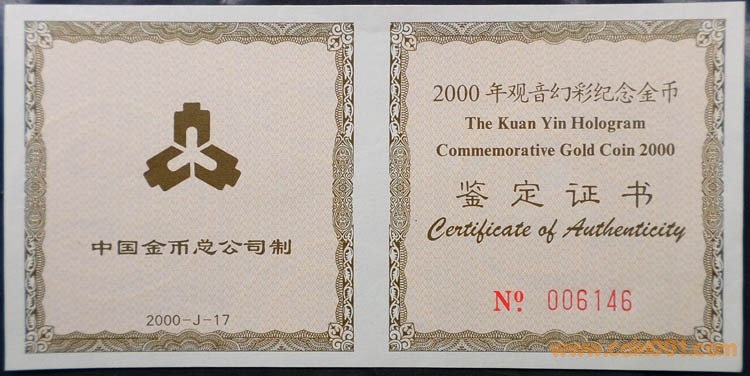 中国金币总公司制
2000-J-17
2000年观音幻彩纪念金币
The Kuan Yin Hologram
Commemorative Gold Coin 2000
鉴定证书
Certificate of Authenticity
Nº. 006146